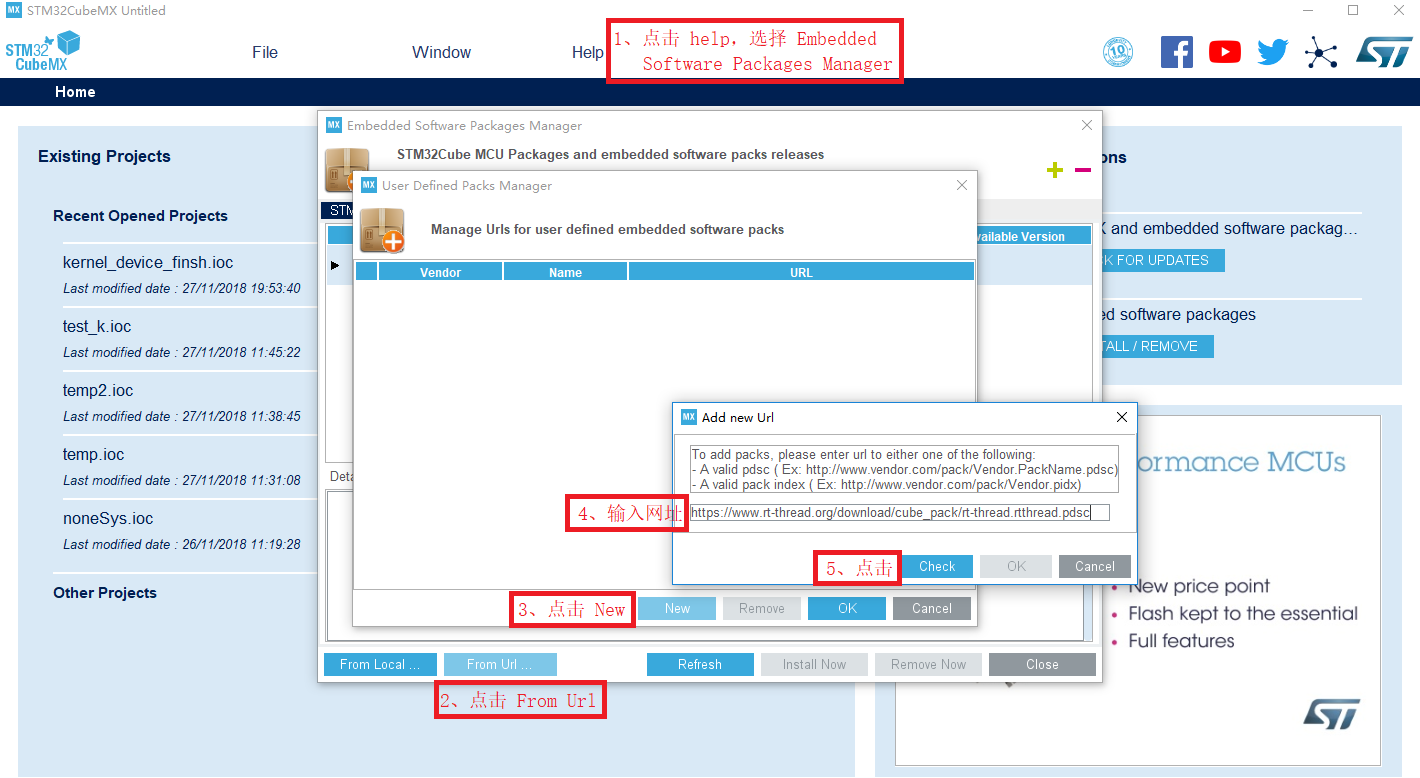 MX STM32CubeMX Untitled
STM32
CubeMX
File
Window
Help
1、点击 help，选择 Embedded
Software Packages Manager
10
ST
Home
Existing Projects
Recent Opened Projects
kernel_device_finsh.ioc
Last modified date : 27/11/2018 19:53:40
test_k.ioc
Last modified date : 27/11/2018 11:45:22
temp2.ioc
Last modified date : 27/11/2018 11:38:45
temp.ioc
Last modified date : 27/11/2018 11:31:08
noneSys.ioc
Last modified date : 26/11/2018 11:19:28
Other Projects
MX Embedded Software Packages Manager
STM32Cube MCU Packages and embedded software packs releases
STM
ailable Version
Deta
MX User Defined Packs Manager
Manage Urls for user defined embedded software packs
Vendor
Name
URL
MX Add new Url
To add packs, please enter url to either one of the following:
- A valid pdsc ( Ex: http://www.vendor.com/pack/Vendor.PackName.pdsc)
- A valid pack index ( Ex: http://www.vendor.com/pack/Vendor.pidx)
4、输入网址
https://www.rt-thread.org/download/cube_pack/rt-thread.rtthread.pdsc
5、点击
Check
OK
Cancel
3、点击 New
New
Remove
OK
Cancel
From Local ...
From Url ...
Refresh
Install Now
Remove Now
Close
2、点击 From Url
ons
X and embedded software packag...
CK FOR UPDATES
ed software packages
TALL / REMOVE
ormance MCUs
• New price point
• Flash kept to the essential
• Full features
ST